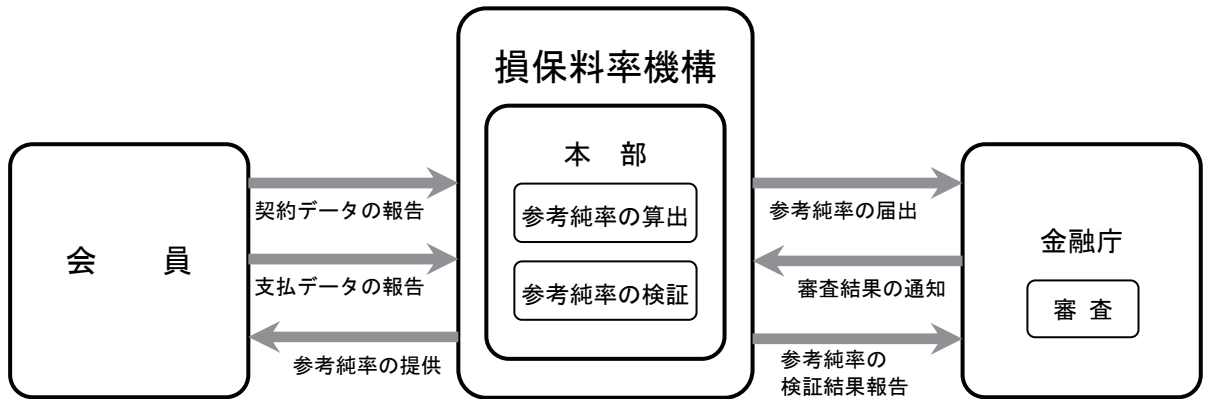 損保料率機構
本 部
参考純率の算出
参考純率の検証
会 員
契約データの報告
支払データの報告
参考純率の提供
参考純率の届出
審査結果の通知
参考純率の
検証結果報告
金融庁
審 査